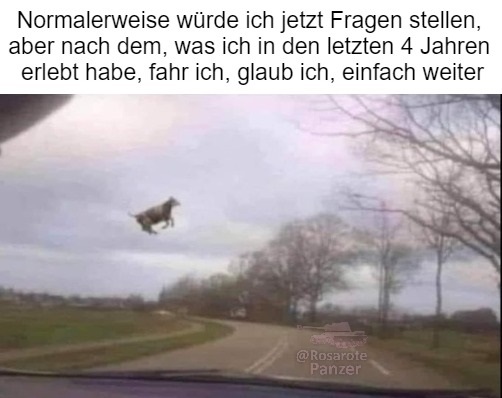 Normalerweise würde ich jetzt Fragen stellen,
aber nach dem, was ich in den letzten 4 Jahren
erlebt habe, fahr ich, glaub ich, einfach weiter
@Rosarote
Panzer